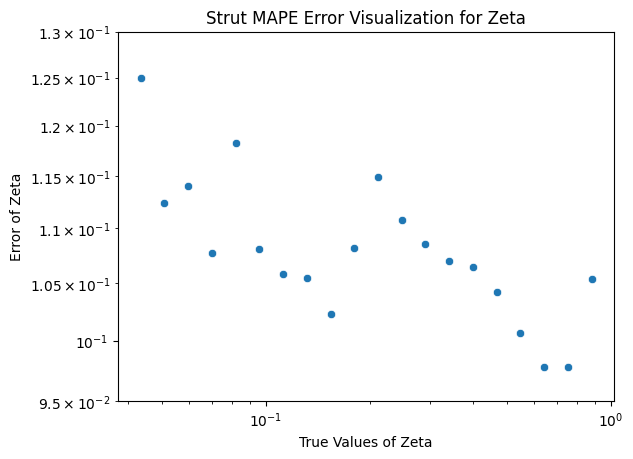 Strut MAPE Error Visualization for Zeta
Error of Zeta
1.3 × 10⁻¹
1.25 × 10⁻¹
1.2 × 10⁻¹
1.15 × 10⁻¹
1.1 × 10⁻¹
1.05 × 10⁻¹
10⁻¹
9.5 × 10⁻²
10⁻¹ 10⁰
True Values of Zeta